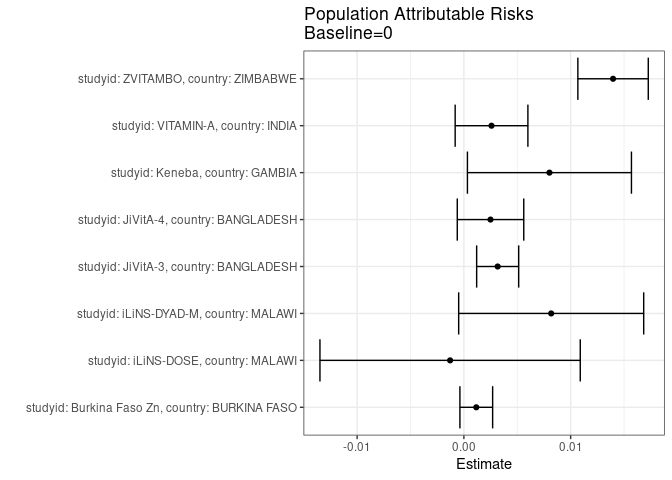 Population Attributable Risks
Baseline=0
studyid: ZVITAMBO, country: ZIMBABWE
studyid: VITAMIN-A, country: INDIA
studyid: Keneba, country: GAMBIA
studyid: JiVitA-4, country: BANGLADESH
studyid: JiVitA-3, country: BANGLADESH
studyid: iLiNS-DYAD-M, country: MALAWI
studyid: iLiNS-DOSE, country: MALAWI
studyid: Burkina Faso Zn, country: BURKINA FASO
-0.01 0.00 0.01
Estimate